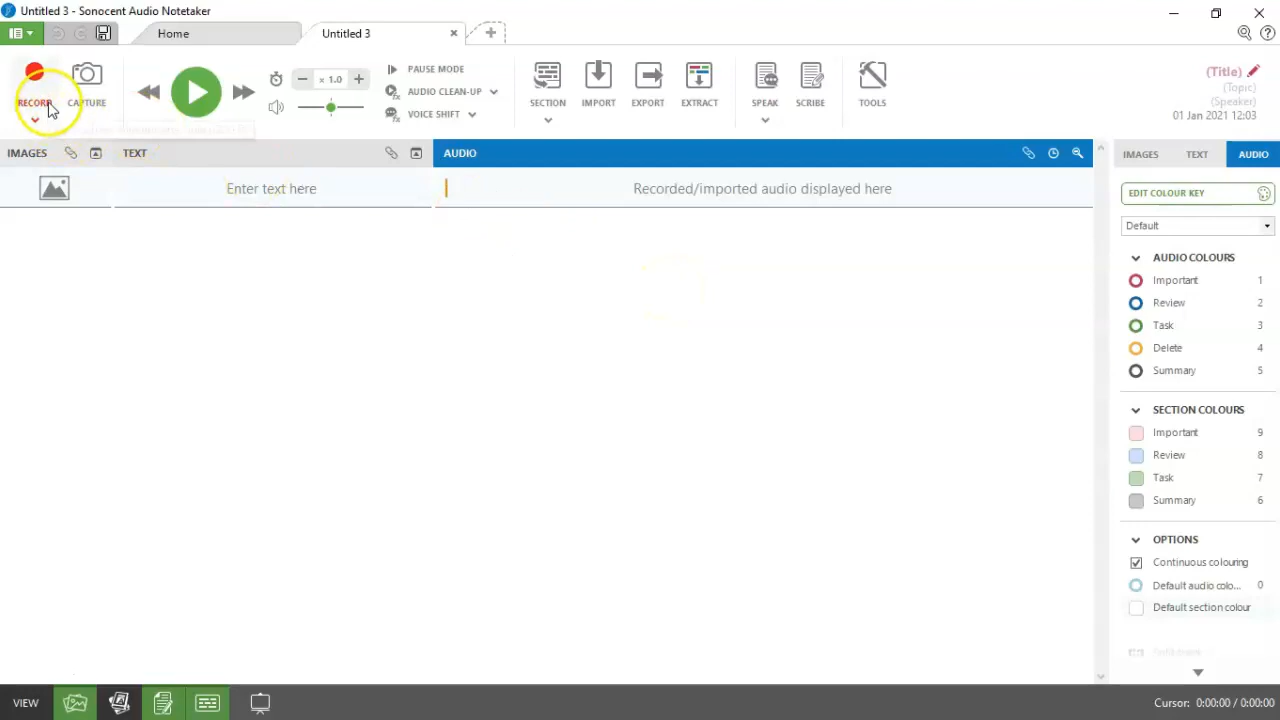 Untitled 3 - Sonocent Audio Notetaker
Home
Untitled 3
RECORD
CAPTURE
x 1.0
PAUSE MODE
AUDIO CLEAN-UP
VOICE SHIFT
SECTION
IMPORT
EXPORT
EXTRACT
SPEAK
SCRIBE
TOOLS
(Title)
(Topic)
(Speaker)
01 Jan 2021 12:03
IMAGES
TEXT
AUDIO
Enter text here
Recorded/imported audio displayed here
IMAGES
TEXT
AUDIO
EDIT COLOUR KEY
Default
AUDIO COLOURS
Important 1
Review 2
Task 3
Delete 4
Summary 5
SECTION COLOURS
Important 9
Review 8
Task 7
Summary 6
OPTIONS
Continuous colouring
Default audio colo... 0
Default section colour
VIEW
Cursor: 0:00:00 / 0:00:00